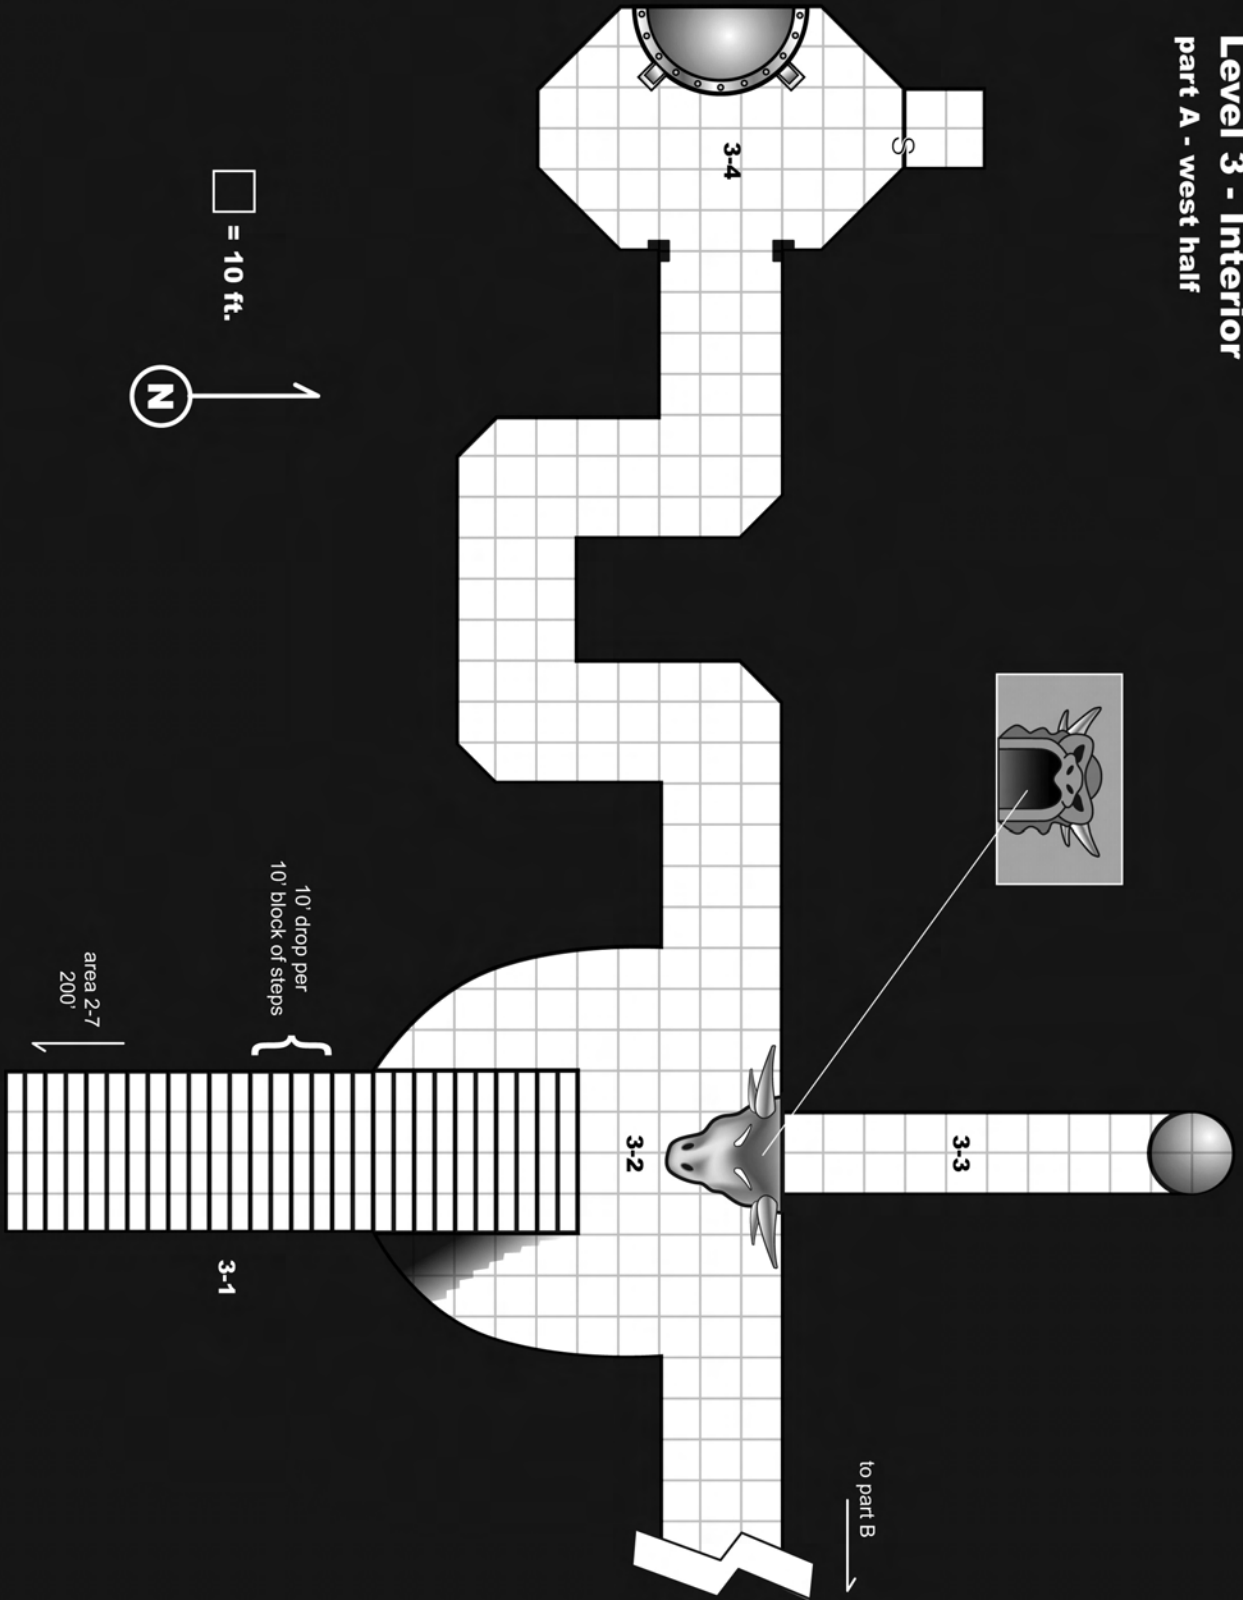 Level 3 - Interior
part A - west half
S
3-4
= 10 ft.
N
3-3
3-2
10' drop per
10' block of steps
area 2-7
200'
3-1
to part B